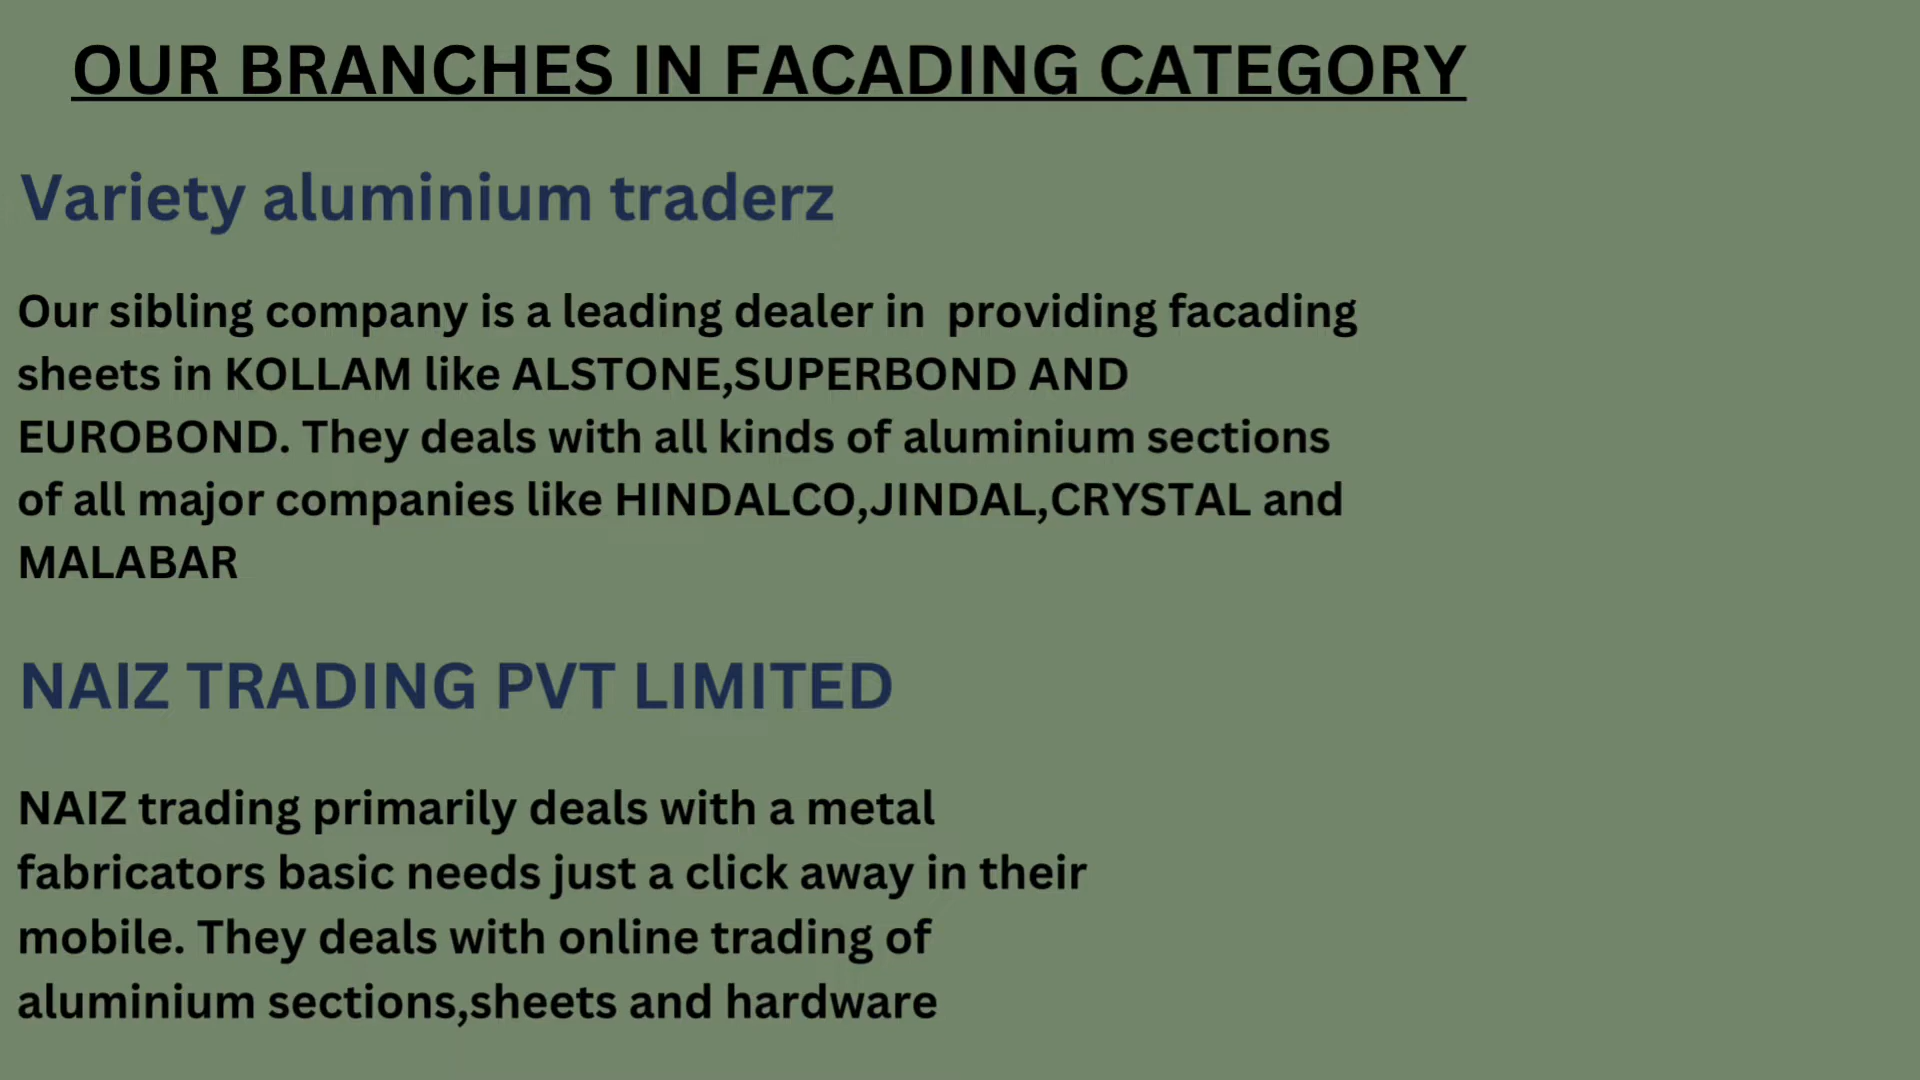 OUR BRANCHES IN FACADING CATEGORY
Variety aluminium traderz
Our sibling company is a leading dealer in  providing facading
sheets in KOLLAM like ALSTONE,SUPERBOND AND
EUROBOND. They deals with all kinds of aluminium sections
of all major companies like HINDALCO,JINDAL,CRYSTAL and
MALABAR
NAIZ TRADING PVT LIMITED
NAIZ trading primarily deals with a metal
fabricators basic needs just a click away in their
mobile. They deals with online trading of
aluminium sections,sheets and hardware